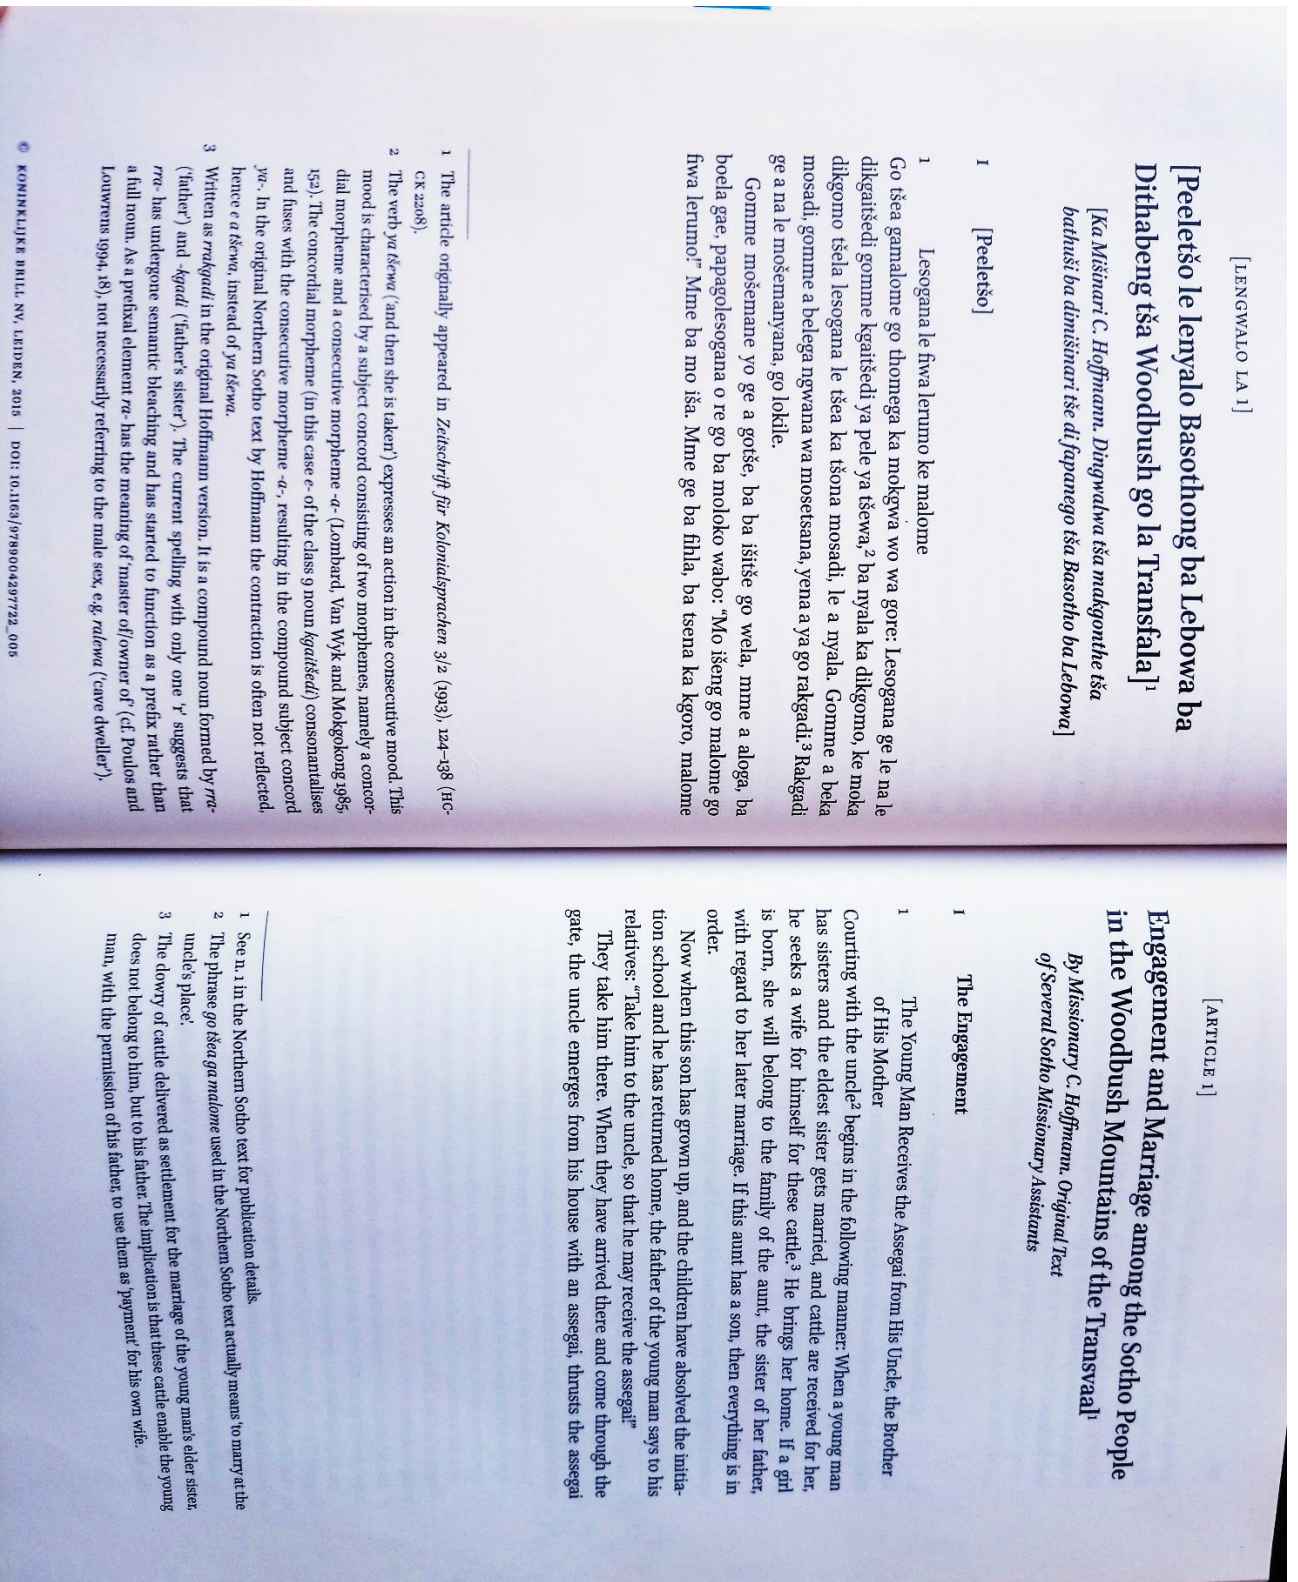 [LENGWALO LA 1]
[Peeletšo le lenyalo Basothong ba Lebowa ba
Dithabeng tša Woodbush go la Transfala]¹
[Ka Mišinari C. Hoffmann. Dingwalwa tša makgonthe tša
bathuši ba dimišinari tše di fapanego tša Basotho ba Lebowa]
I [Peeletšo]
1 Lesogana le fiwa lerumo ke malome
Go tšea gamalome go thomega ka mokgwa wo wa gore: Lesogana ge le na le
dikgaitšedi gomme kgaitšedi ya pele ya tšewa,² ba nyala ka dikgomo, ke moka
dikgomo tšela lesogana le tšea ka tšona mosadi, le a nyala. Gomme a beka
mosadi, gomme a belega ngwana wa mosetsana, yena a ya go rakgadi.³ Rakgadi
ge a na le mošemanyana, go lokile.
Gomme mošemane yo ge a gotše, ba ba išitše go wela, mme a aloga, ba
boela gae, papagolesogana o re go ba moloko wabo: “Mo išeng go malome go
fiwa lerumo!” Mme ba mo iša. Mme ge ba fihla, ba tsena ka kgoro, malome
1 The article originally appeared in Zeitschrift für Kolonialsprachen 3/2 (1913), 124–138 (HC-
CK 2208).
2 The verb ya tšewa (‘and then she is taken’) expresses an action in the consecutive mood. This
mood is characterised by a subject concord consisting of two morphemes, namely a concor-
dial morpheme and a consecutive morpheme -a- (Lombard, Van Wyk and Mokgokong 1985,
152). The concordial morpheme (in this case e- of the class 9 noun kgaitšedi) consonantalises
and fuses with the consecutive morpheme -a-, resulting in the compound subject concord
ya-. In the original Northern Sotho text by Hoffmann the contraction is often not reflected,
hence e a tšewa, instead of ya tšewa.
3 Written as rrakgadi in the original Hoffmann version. It is a compound noun formed by rra-
(‘father’) and -kgadi (‘father’s sister’). The current spelling with only one ‘r’ suggests that
rra- has undergone semantic bleaching and has started to function as a prefix rather than
a full noun. As a prefixal element ra- has the meaning of ‘master of/owner of’ (cf. Poulos and
Louwrens 1994, 18), not necessarily referring to the male sex, e.g. ralewa (‘cave dweller’).
© KONINKLIJKE BRILL NV, LEIDEN, 2015 | DOI: 10.1163/9789004297722_005
[ARTICLE 1]
Engagement and Marriage among the Sotho People
in the Woodbush Mountains of the Transvaal¹
By Missionary C. Hoffmann. Original Text
of Several Sotho Missionary Assistants
I The Engagement
1 The Young Man Receives the Assegai from His Uncle, the Brother
of His Mother
Courting with the uncle² begins in the following manner: When a young man
has sisters and the eldest sister gets married, and cattle are received for her,
he seeks a wife for himself for these cattle.³ He brings her home. If a girl
is born, she will belong to the family of the aunt, the sister of her father,
with regard to her later marriage. If this aunt has a son, then everything is in
order.
Now when this son has grown up, and the children have absolved the initia-
tion school and he has returned home, the father of the young man says to his
relatives: “Take him to the uncle, so that he may receive the assegai!”
They take him there. When they have arrived there and come through the
gate, the uncle emerges from his house with an assegai, thrusts the assegai
1 See n. 1 in the Northern Sotho text for publication details.
2 The phrase go tšea ga malome used in the Northern Sotho text actually means ‘to marry at the
uncle’s place’.
3 The dowry of cattle delivered as settlement for the marriage of the young man’s elder sister,
does not belong to him, but to his father. The implication is that these cattle enable the young
man, with the permission of his father, to use them as ‘payment’ for his own wife.